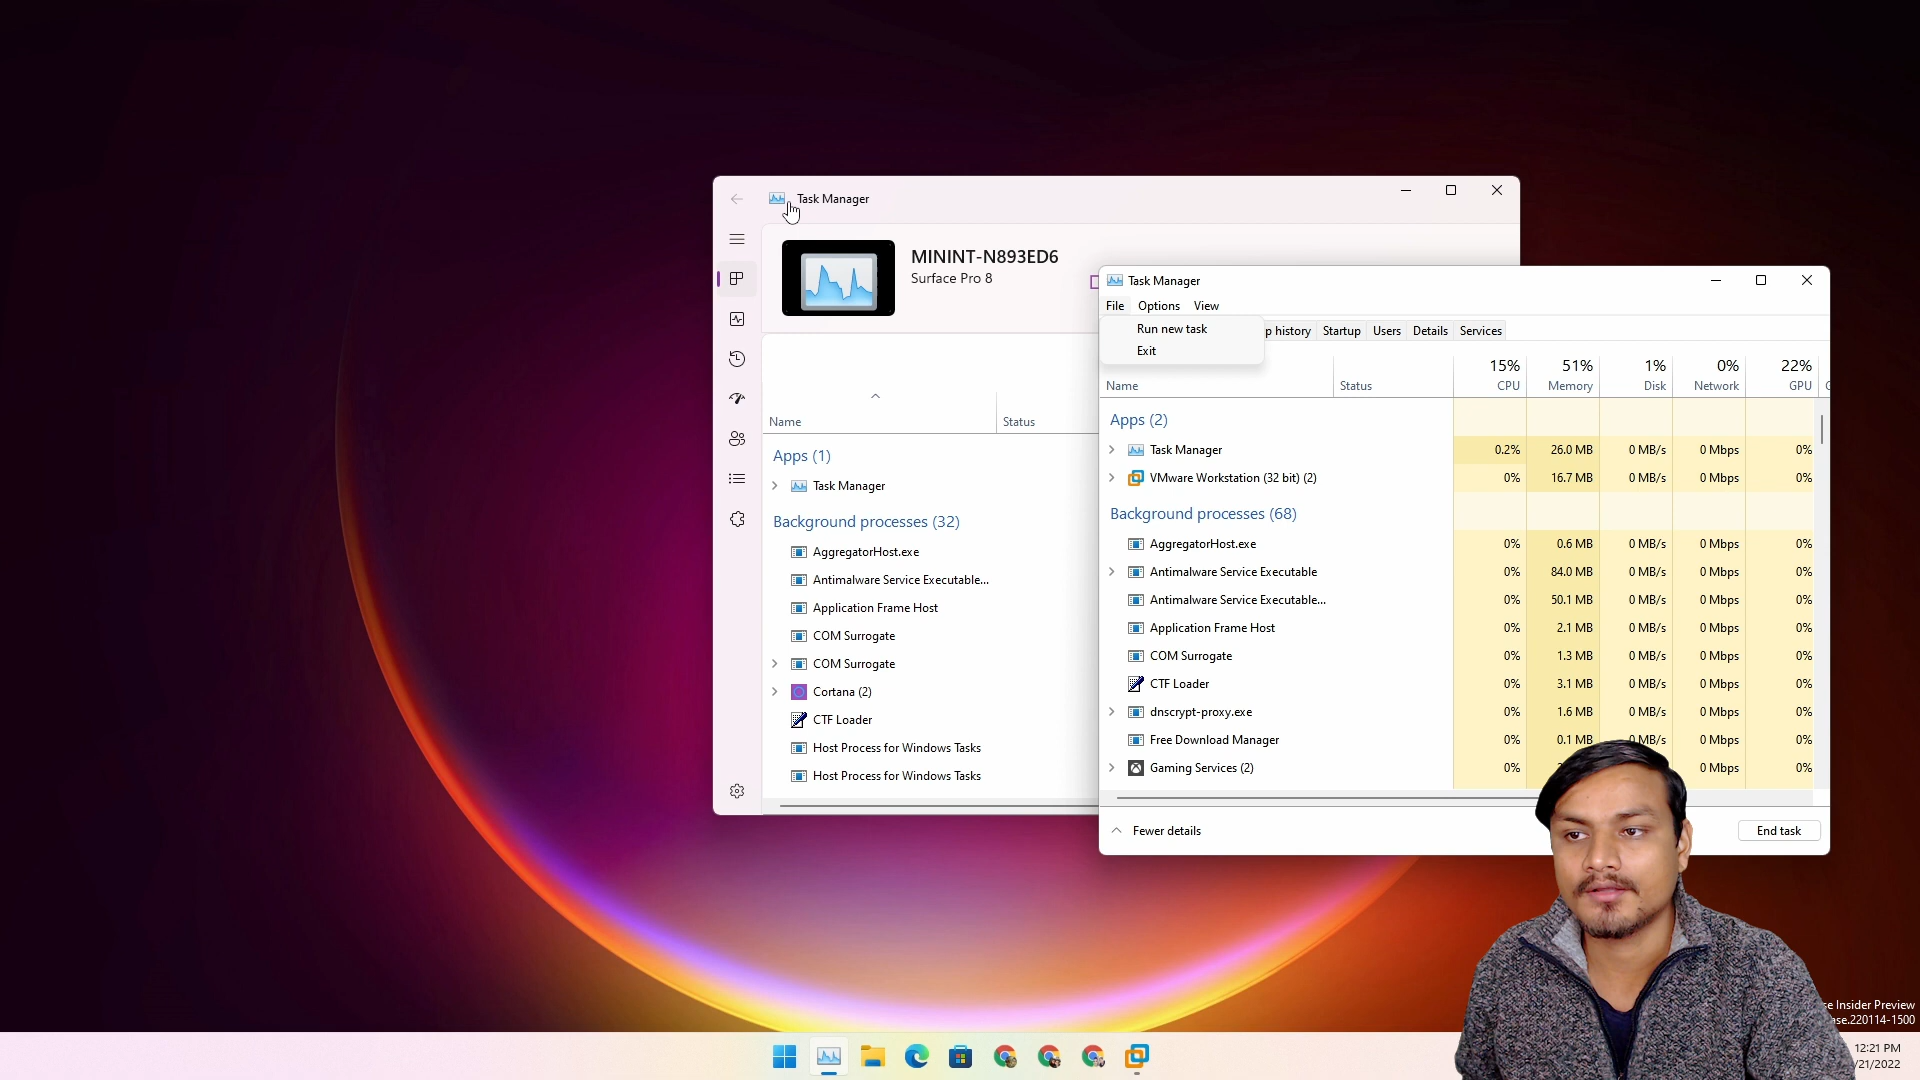 Task Manager
MININT-N893ED6
Surface Pro 8
Name Status
Apps (1)
Task Manager
Background processes (32)
AggregatorHost.exe
Antimalware Service Executable...
Application Frame Host
COM Surrogate
COM Surrogate
Cortana (2)
CTF Loader
Host Process for Windows Tasks
Host Process for Windows Tasks
Task Manager
File Options View
Run new task
Exit
p history Startup Users Details Services
15% 51% 1% 0% 22%
Name Status CPU Memory Disk Network GPU
Apps (2)
Task Manager 0.2% 26.0 MB 0 MB/s 0 Mbps 0%
VMware Workstation (32 bit) (2) 0% 16.7 MB 0 MB/s 0 Mbps 0%
Background processes (68)
AggregatorHost.exe 0% 0.6 MB 0 MB/s 0 Mbps 0%
Antimalware Service Executable 0% 84.0 MB 0 MB/s 0 Mbps 0%
Antimalware Service Executable... 0% 50.1 MB 0 MB/s 0 Mbps 0%
Application Frame Host 0% 2.1 MB 0 MB/s 0 Mbps 0%
COM Surrogate 0% 1.3 MB 0 MB/s 0 Mbps 0%
CTF Loader 0% 3.1 MB 0 MB/s 0 Mbps 0%
dnscrypt-proxy.exe 0% 1.6 MB 0 MB/s 0 Mbps 0%
Free Download Manager 0% 0.1 MB 0 MB/s 0 Mbps 0%
Gaming Services (2) 0% 0 Mbps 0%
Fewer details End task
se Insider Preview
ase.220114-1500
12:21 PM
/21/2022